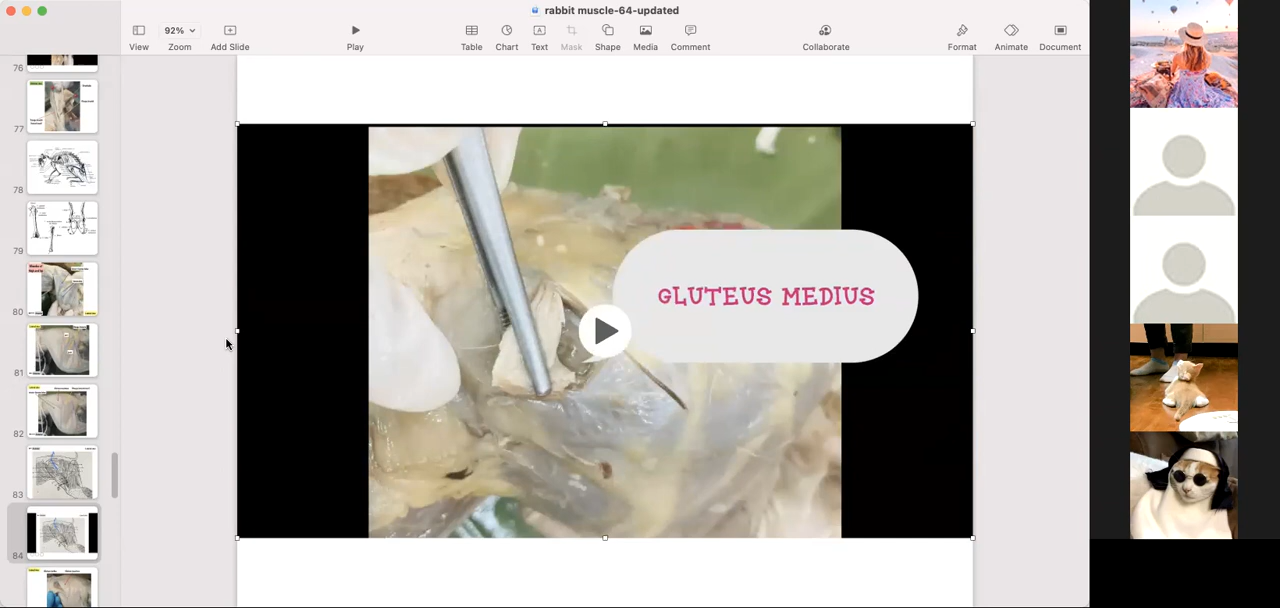 rabbit muscle-64-updated
92%
View
Zoom
Add Slide
Play
Table
Chart
Text
Mask
Shape
Media
Comment
Collaborate
Format
Animate
Document
76
77
78
79
80
81
82
83
84
GLUTEUS MEDIUS